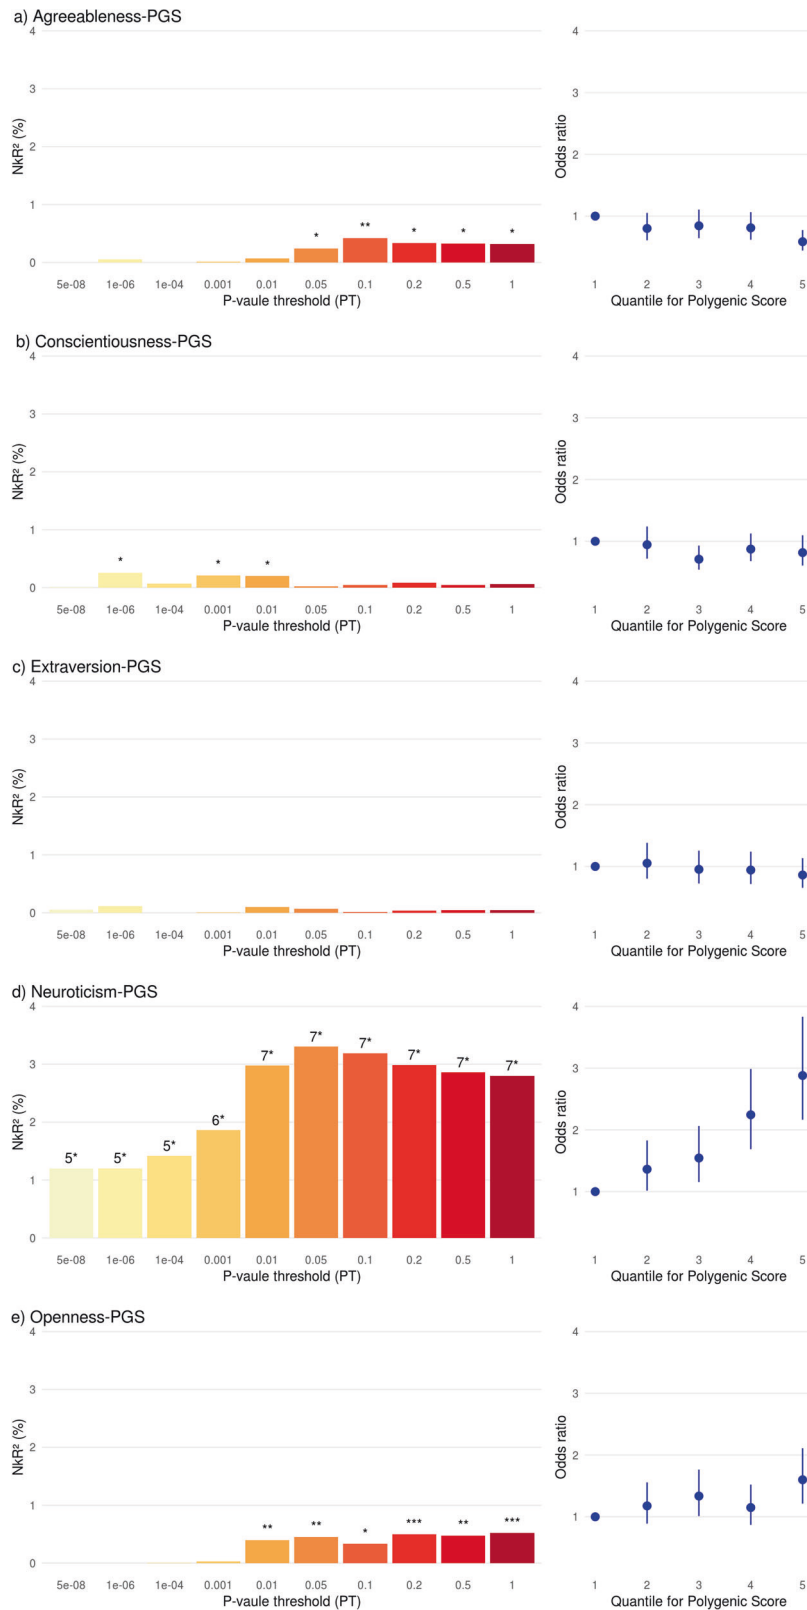 a) Agreeableness-PGS
4
3
2
1
0
NkR² (%)
* ** * * *
5e-08 1e-06 1e-04 0.001 0.01 0.05 0.1 0.2 0.5 1
P-vaule threshold (PT)
4
3
2
1
Odds ratio
1 2 3 4 5
Quantile for Polygenic Score
b) Conscientiousness-PGS
4
3
2
1
0
NkR² (%)
* * *
5e-08 1e-06 1e-04 0.001 0.01 0.05 0.1 0.2 0.5 1
P-vaule threshold (PT)
4
3
2
1
Odds ratio
1 2 3 4 5
Quantile for Polygenic Score
c) Extraversion-PGS
4
3
2
1
0
NkR² (%)
5e-08 1e-06 1e-04 0.001 0.01 0.05 0.1 0.2 0.5 1
P-vaule threshold (PT)
4
3
2
1
Odds ratio
1 2 3 4 5
Quantile for Polygenic Score
d) Neuroticism-PGS
4
3
2
1
0
NkR² (%)
5* 5* 5* 6* 7* 7* 7* 7* 7* 7*
5e-08 1e-06 1e-04 0.001 0.01 0.05 0.1 0.2 0.5 1
P-vaule threshold (PT)
4
3
2
1
Odds ratio
1 2 3 4 5
Quantile for Polygenic Score
e) Openness-PGS
4
3
2
1
0
NkR² (%)
** ** * *** ** ***
5e-08 1e-06 1e-04 0.001 0.01 0.05 0.1 0.2 0.5 1
P-vaule threshold (PT)
4
3
2
1
Odds ratio
1 2 3 4 5
Quantile for Polygenic Score